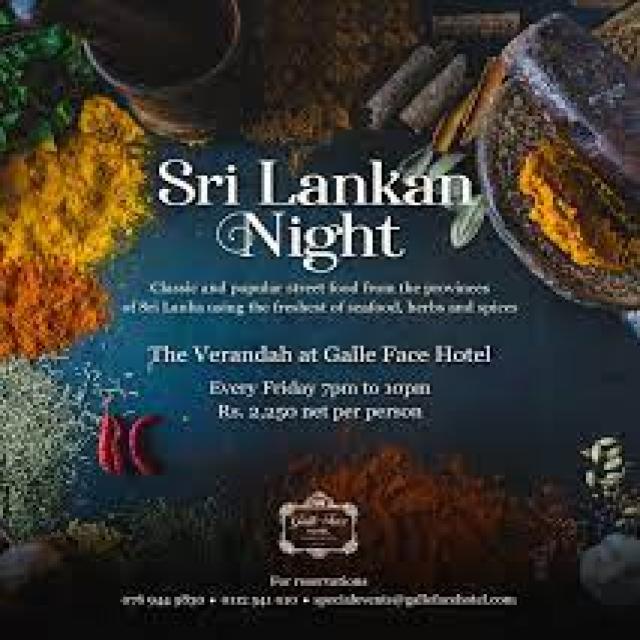 Sri Lankan
Night
Classic and popular street food from the provinces
of Sri Lanka using the freshest of seafood, herbs and spices
The Verandah at Galle Face Hotel
Every Friday 7pm to 10pm
Rs. 2,250 net per person
Galle Face
For reservations
• specialevents@gallefacehotel.com